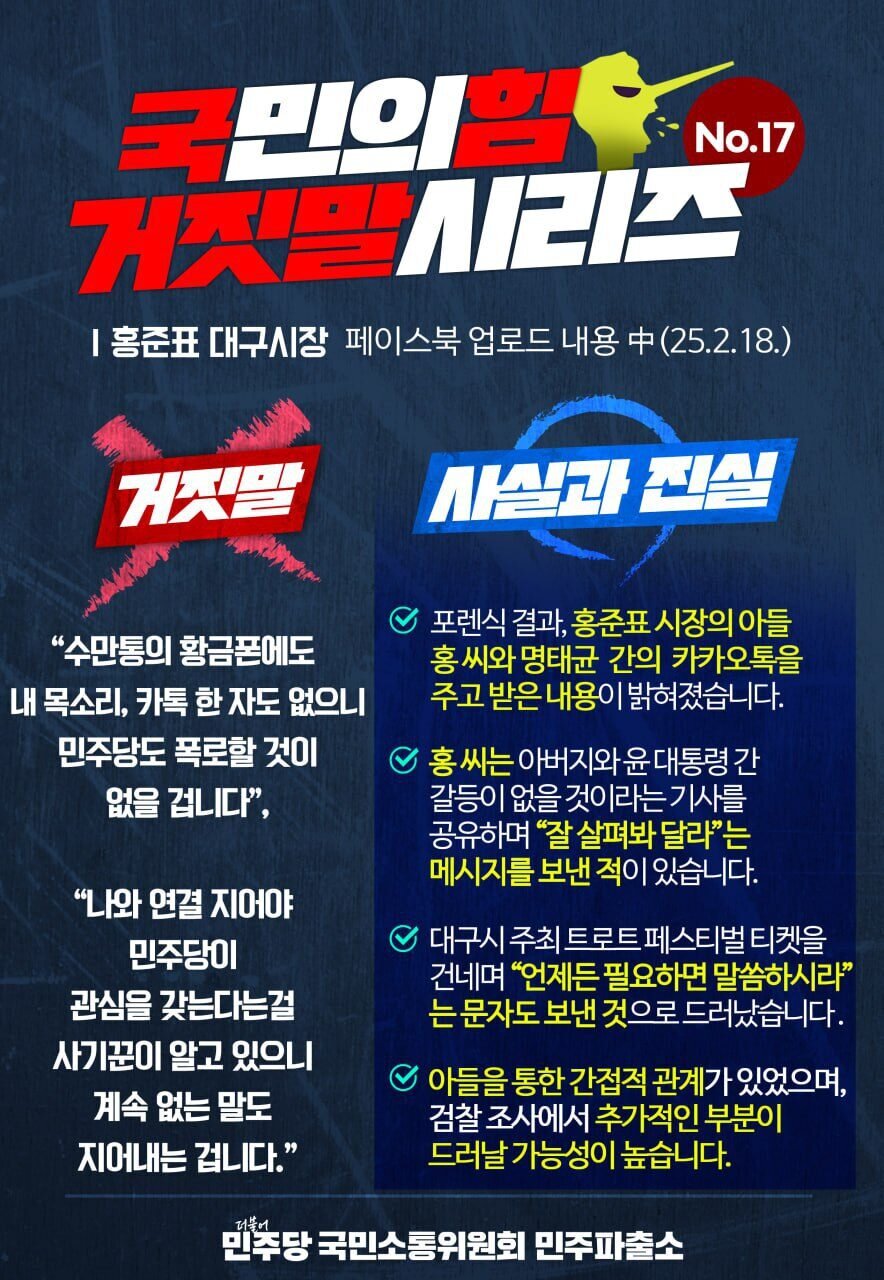 국민의힘
No.17
거짓말시리즈
I 홍준표 대구시장 페이스북 업로드 내용 中 (25.2.18.)
거짓말
“수만통의 황금폰에도
내 목소리, 카톡 한 자도 없으니
민주당도 폭로할 것이
없을 겁니다”,
“나와 연결 지어야
민주당이
관심을 갖는다는걸
사기꾼이 알고 있으니
계속 없는 말도
지어내는 겁니다.”
사실과 진실
포렌식 결과, 홍준표 시장의 아들
홍 씨와 명태균 간의 카카오톡을
주고 받은 내용이 밝혀졌습니다.
홍 씨는 아버지와 윤 대통령 간
갈등이 없을 것이라는 기사를
공유하며 “잘 살펴봐 달라”는
메시지를 보낸 적이 있습니다.
대구시 주최 트로트 페스티벌 티켓을
건네며 “언제든 필요하면 말씀하시라”
는 문자도 보낸 것으로 드러났습니다.
아들을 통한 간접적 관계가 있었으며,
검찰 조사에서 추가적인 부분이
드러날 가능성이 높습니다.
더불어
민주당 국민소통위원회 민주파출소